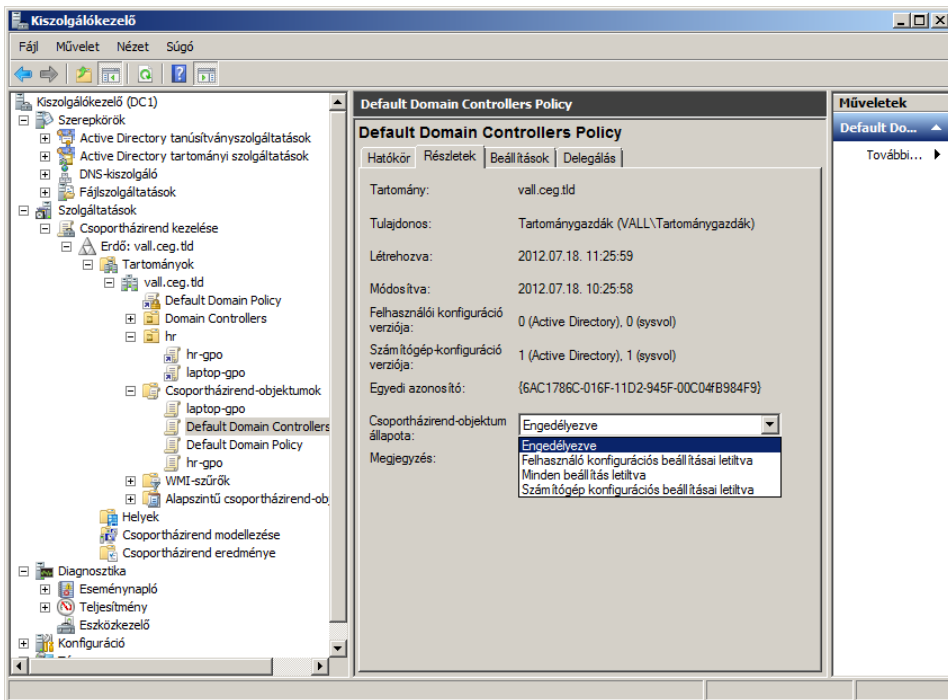 Kiszolgálókezelő
Fájl Művelet Nézet Súgó
Kiszolgálókezelő (DC1)
Szerepkörök
Active Directory tanúsítványszolgáltatások
Active Directory tartományi szolgáltatások
DNS-kiszolgáló
Fájlszolgáltatások
Szolgáltatások
Csoportházirend kezelése
Erdő: vall.ceg.tld
Tartományok
vall.ceg.tld
Default Domain Policy
Domain Controllers
hr
hr-gpo
laptop-gpo
Csoportházirend-objektumok
laptop-gpo
Default Domain Controllers
Default Domain Policy
hr-gpo
WMI-szűrők
Alapszintű csoportházirend-ob
Helyek
Csoportházirend modellezése
Csoportházirend eredménye
Diagnosztika
Eseménynapló
Teljesítmény
Eszközkezelő
Konfiguráció
Default Domain Controllers Policy
Default Domain Controllers Policy
Hatókör Részletek Beállítások Delegálás
Tartomány: vall.ceg.tld
Tulajdonos: Tartománygazdák (VALL\Tartománygazdák)
Létrehozva: 2012.07.18. 11:25:59
Módosítva: 2012.07.18. 10:25:58
Felhasználói konfiguráció
verziója: 0 (Active Directory), 0 (sysvol)
Számítógép-konfiguráció
verziója: 1 (Active Directory), 1 (sysvol)
Egyedi azonosító: {6AC1786C-016F-11D2-945F-00C04fB984F9}
Csoportházirend-objektum
állapota: Engedélyezve
Engedélyezve
Felhasználó konfigurációs beállításai letiltva
Minden beállítás letiltva
Számítógép konfigurációs beállításai letiltva
Megjegyzés:
Műveletek
Default Do...
További...